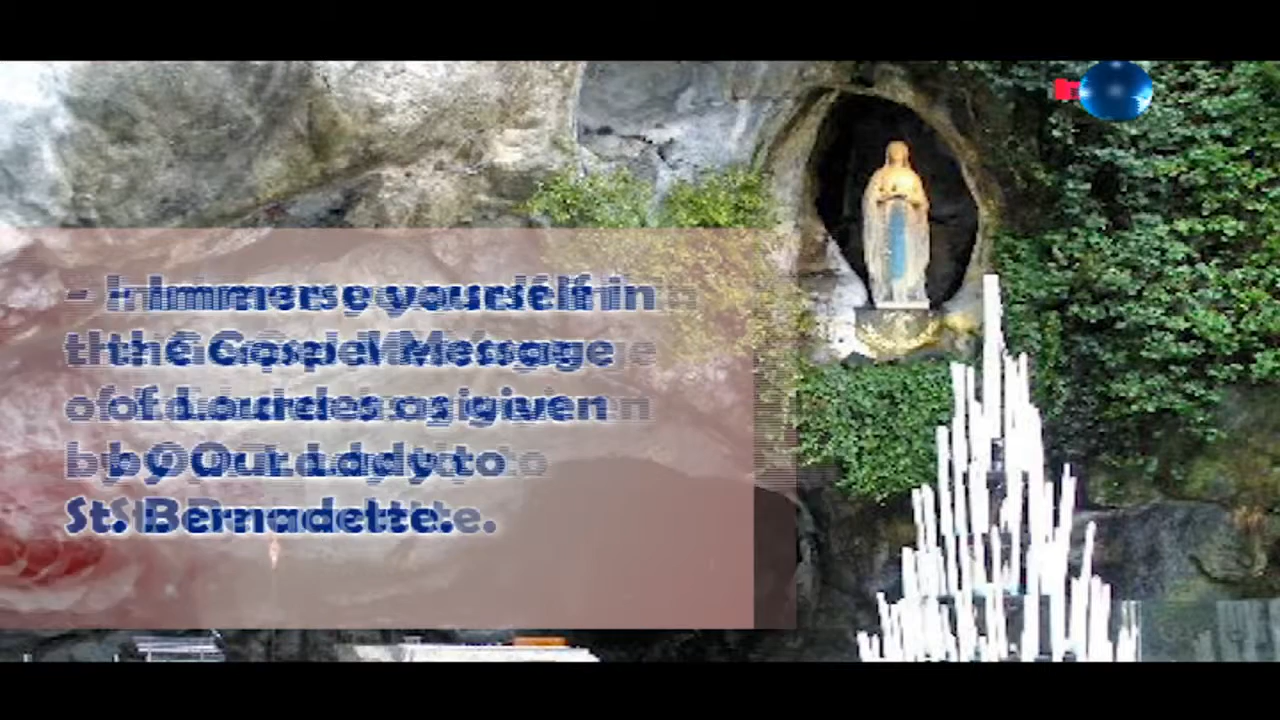 - Immerse yourself in
the Gospel Message
of Lourdes as given
by Our Lady to
St. Bernadette.